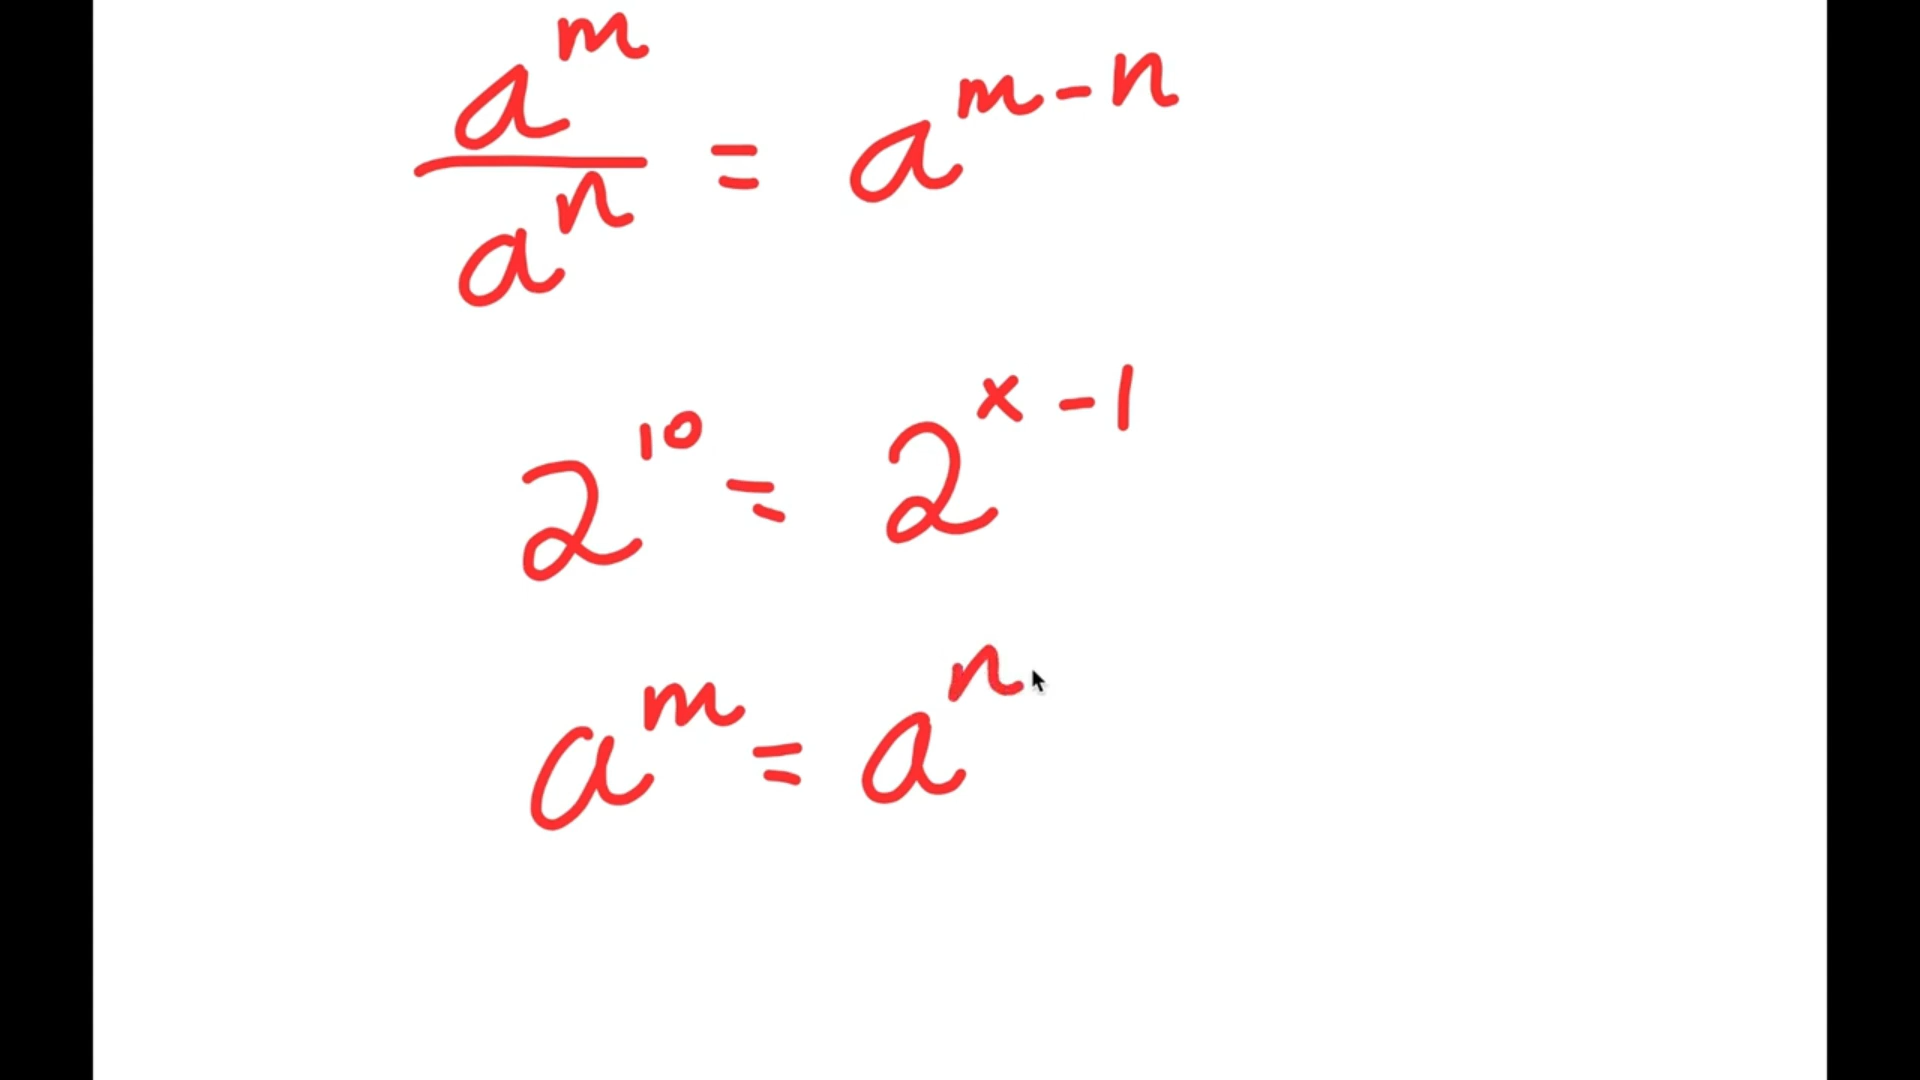 a^m / a^n = a^{m-n}
2^{10} = 2^{x-1}
a^m = a^n